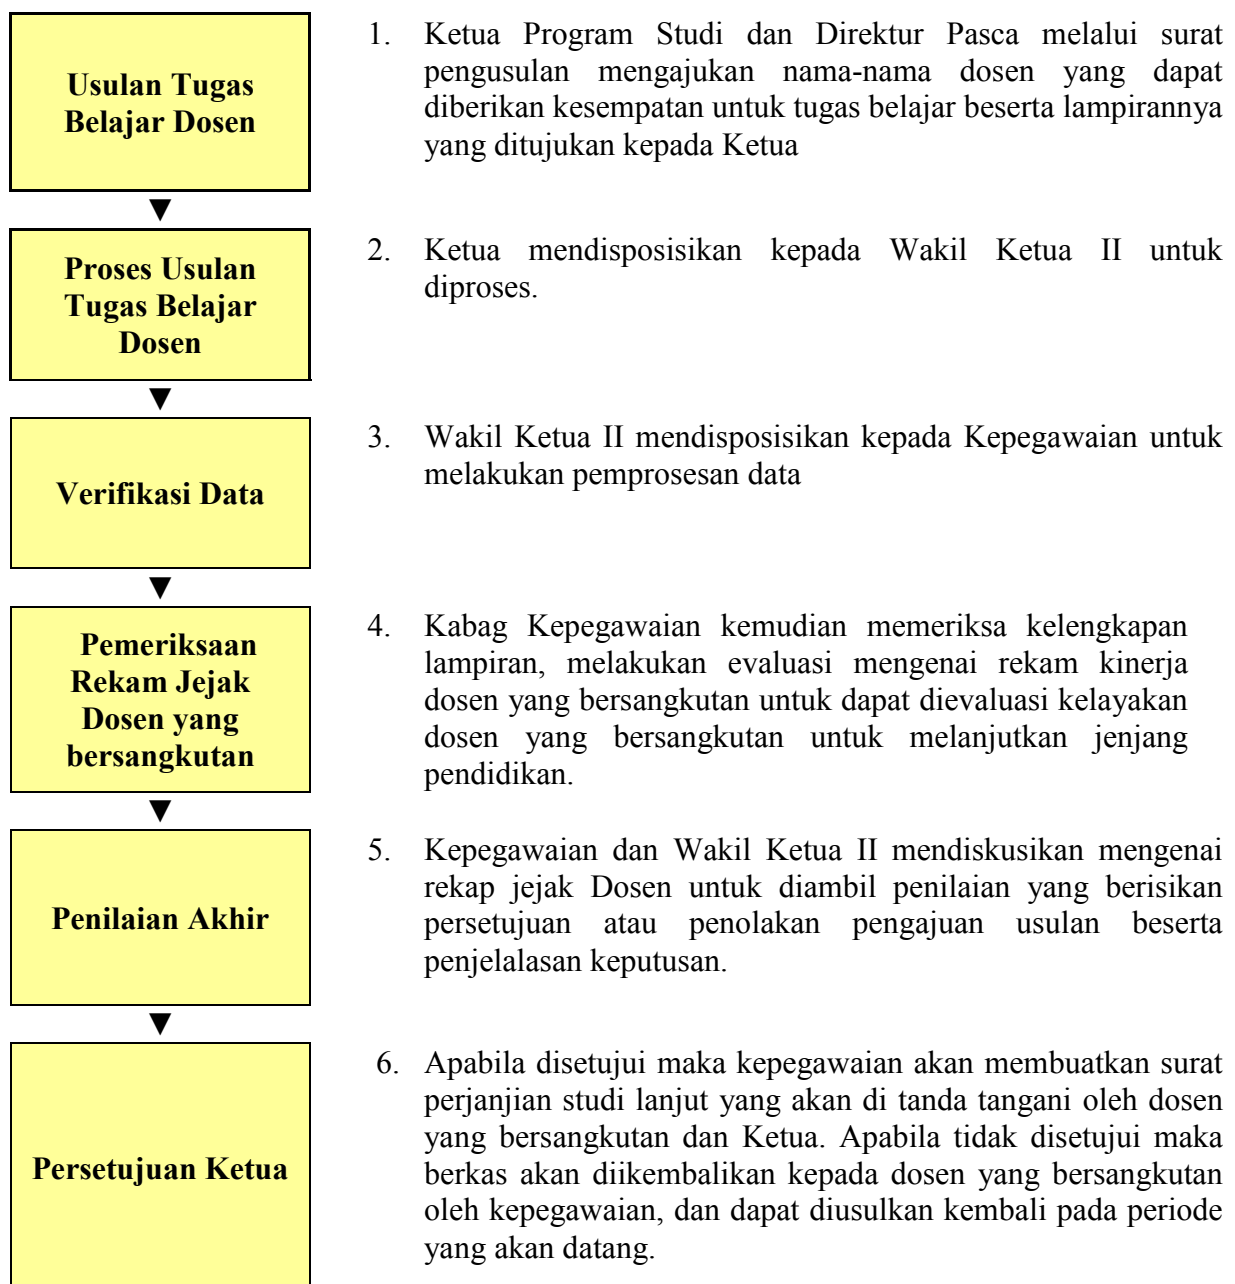 Usulan Tugas
Belajar Dosen
1. Ketua Program Studi dan Direktur Pasca melalui surat
pengusulan mengajukan nama-nama dosen yang dapat
diberikan kesempatan untuk tugas belajar beserta lampirannya
yang ditujukan kepada Ketua
▼
Proses Usulan
Tugas Belajar
Dosen
2. Ketua mendisposisikan kepada Wakil Ketua II untuk
diproses.
▼
Verifikasi Data
3. Wakil Ketua II mendisposisikan kepada Kepegawaian untuk
melakukan pemprosesan data
▼
Pemeriksaan
Rekam Jejak
Dosen yang
bersangkutan
4. Kabag Kepegawaian kemudian memeriksa kelengkapan
lampiran, melakukan evaluasi mengenai rekam kinerja
dosen yang bersangkutan untuk dapat dievaluasi kelayakan
dosen yang bersangkutan untuk melanjutkan jenjang
pendidikan.
▼
Penilaian Akhir
5. Kepegawaian dan Wakil Ketua II mendiskusikan mengenai
rekap jejak Dosen untuk diambil penilaian yang berisikan
persetujuan atau penolakan pengajuan usulan beserta
penjelalasan keputusan.
▼
Persetujuan Ketua
6. Apabila disetujui maka kepegawaian akan membuatkan surat
perjanjian studi lanjut yang akan di tanda tangani oleh dosen
yang bersangkutan dan Ketua. Apabila tidak disetujui maka
berkas akan diikembalikan kepada dosen yang bersangkutan
oleh kepegawaian, dan dapat diusulkan kembali pada periode
yang akan datang.